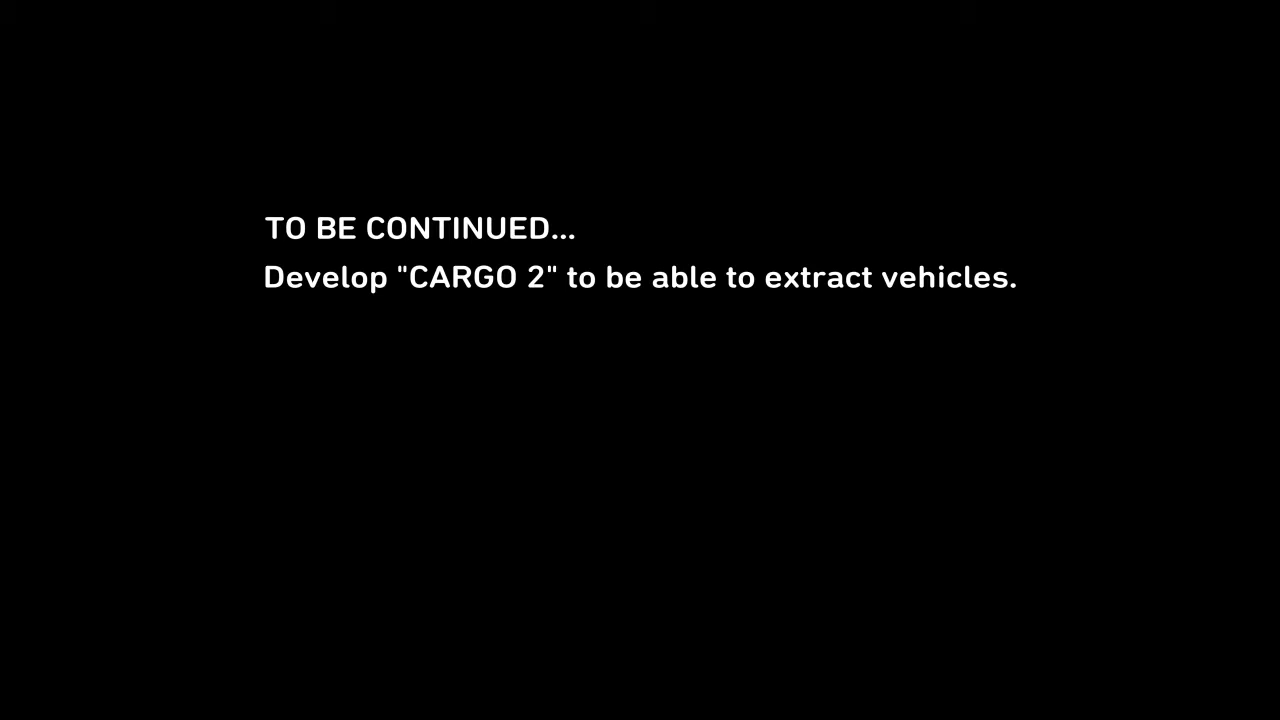 TO BE CONTINUED...
Develop "CARGO 2" to be able to extract vehicles.